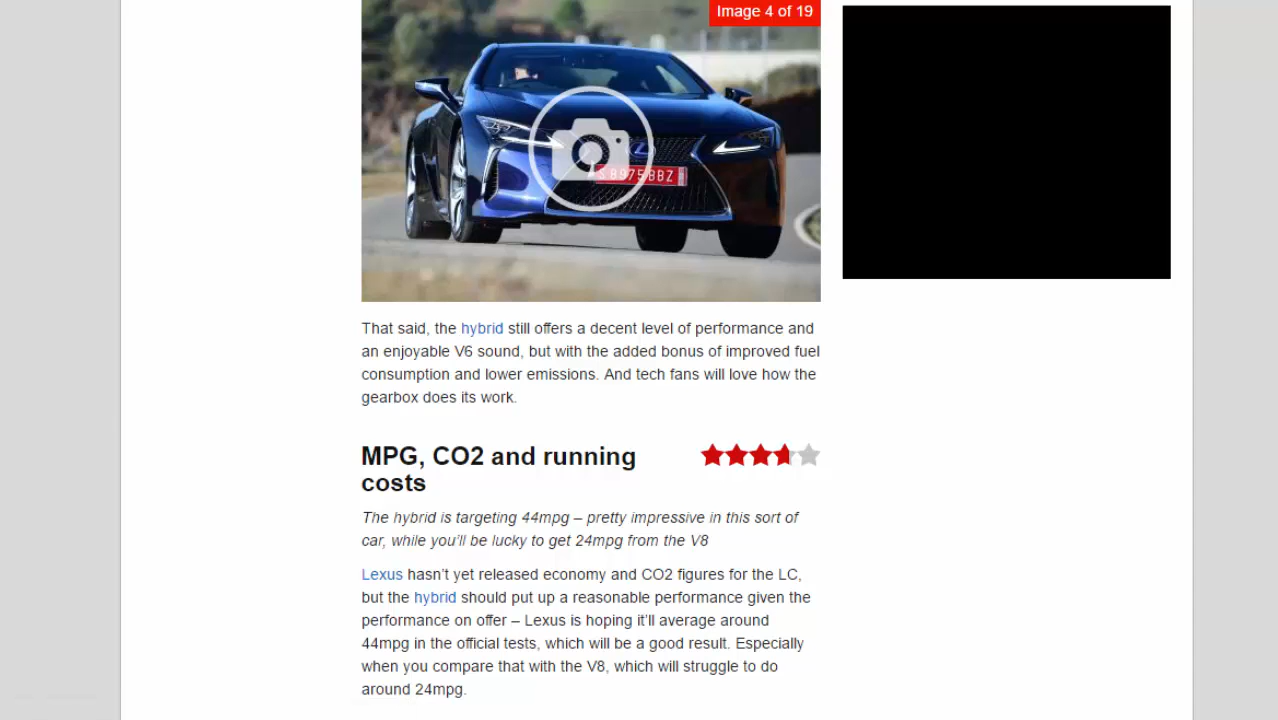 Image 4 of 19
S 8975 BBZ
That said, the hybrid still offers a decent level of performance and
an enjoyable V6 sound, but with the added bonus of improved fuel
consumption and lower emissions. And tech fans will love how the
gearbox does its work.
MPG, CO2 and running
costs
The hybrid is targeting 44mpg – pretty impressive in this sort of
car, while you'll be lucky to get 24mpg from the V8
Lexus hasn't yet released economy and CO2 figures for the LC,
but the hybrid should put up a reasonable performance given the
performance on offer – Lexus is hoping it'll average around
44mpg in the official tests, which will be a good result. Especially
when you compare that with the V8, which will struggle to do
around 24mpg.